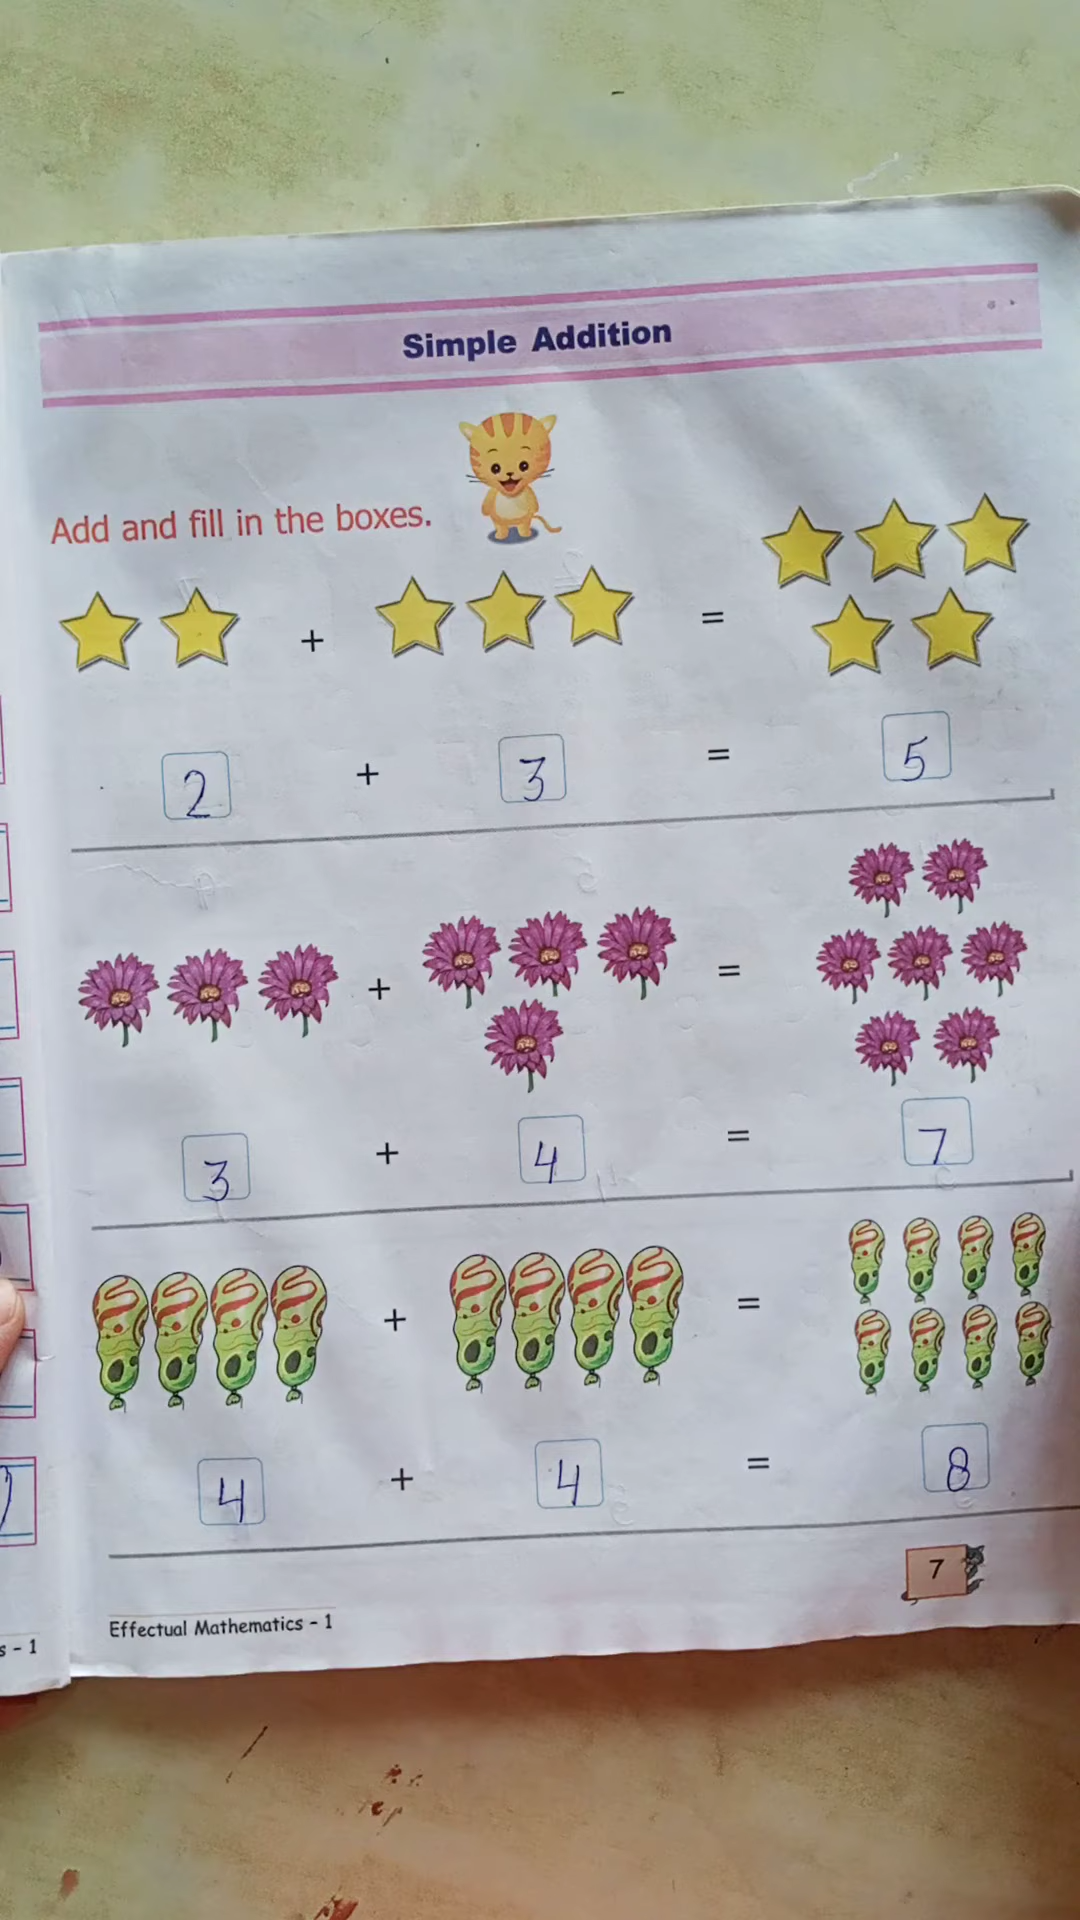 Simple Addition
Add and fill in the boxes.
+ =
2 + 3 = 5
+ =
3 + 4 = 7
+ =
4 + 4 = 8
7
Effectual Mathematics - 1
s - 1